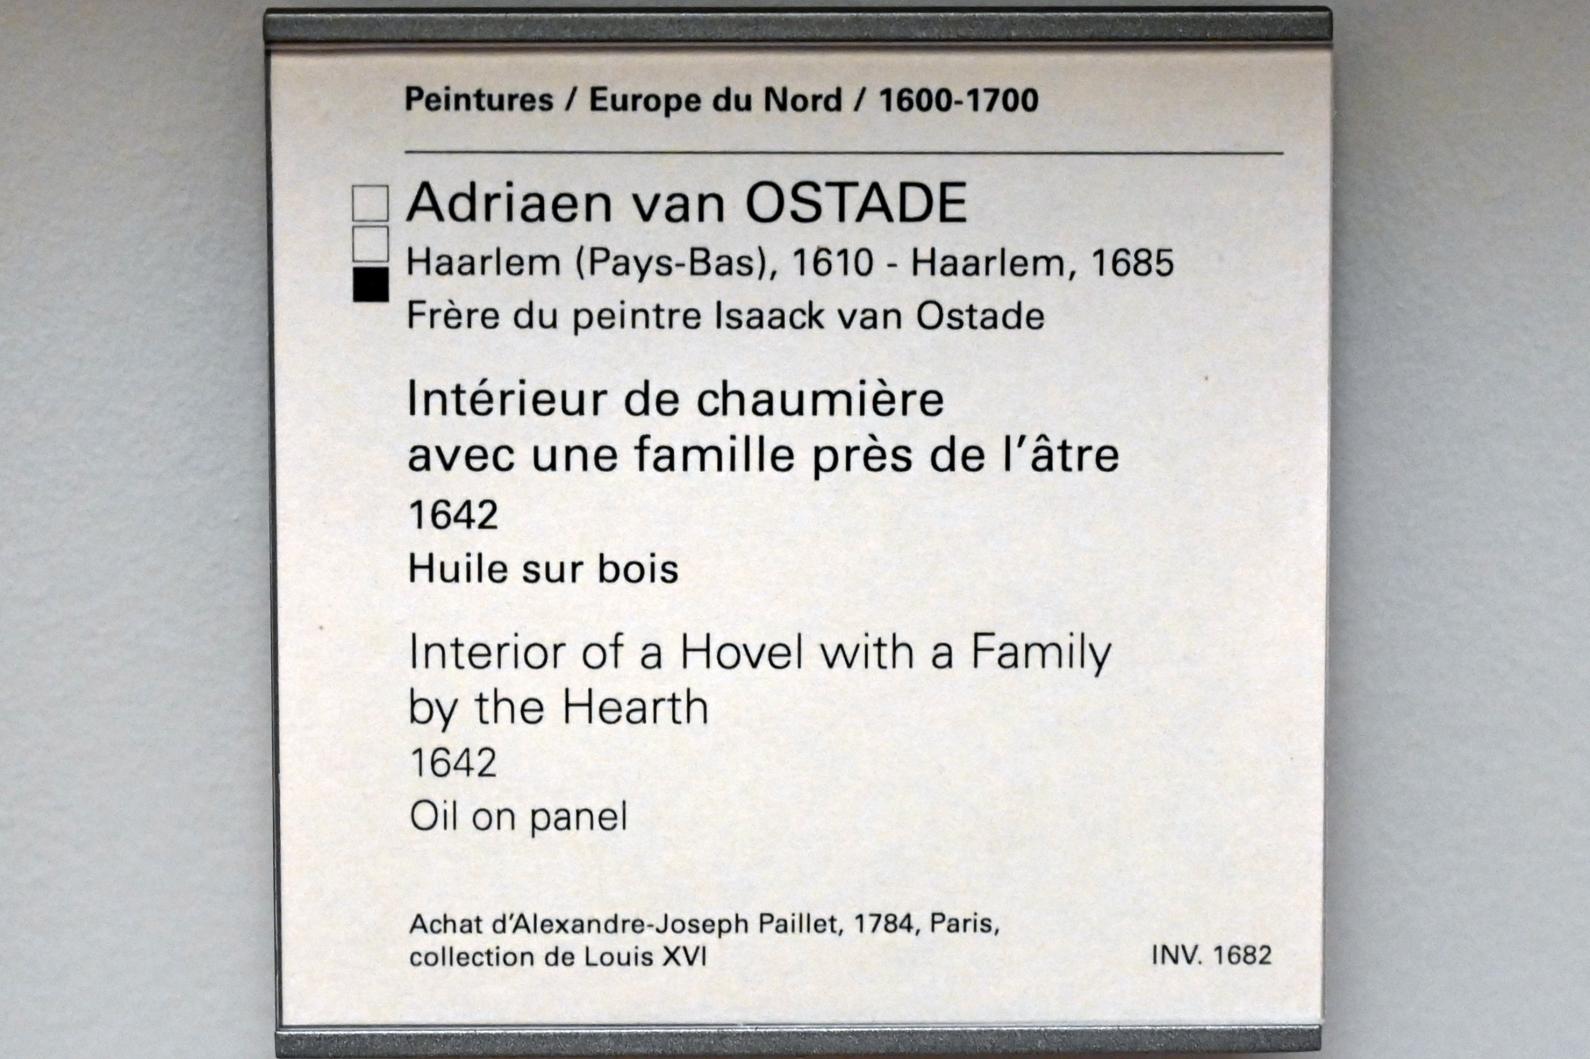 Peintures / Europe du Nord / 1600-1700
Adriaen van OSTADE
Haarlem (Pays-Bas), 1610 - Haarlem, 1685
Frère du peintre Isaack van Ostade
Intérieur de chaumière
avec une famille près de l’âtre
1642
Huile sur bois
Interior of a Hovel with a Family
by the Hearth
1642
Oil on panel
Achat d’Alexandre-Joseph Paillet, 1784, Paris,
collection de Louis XVI
INV. 1682